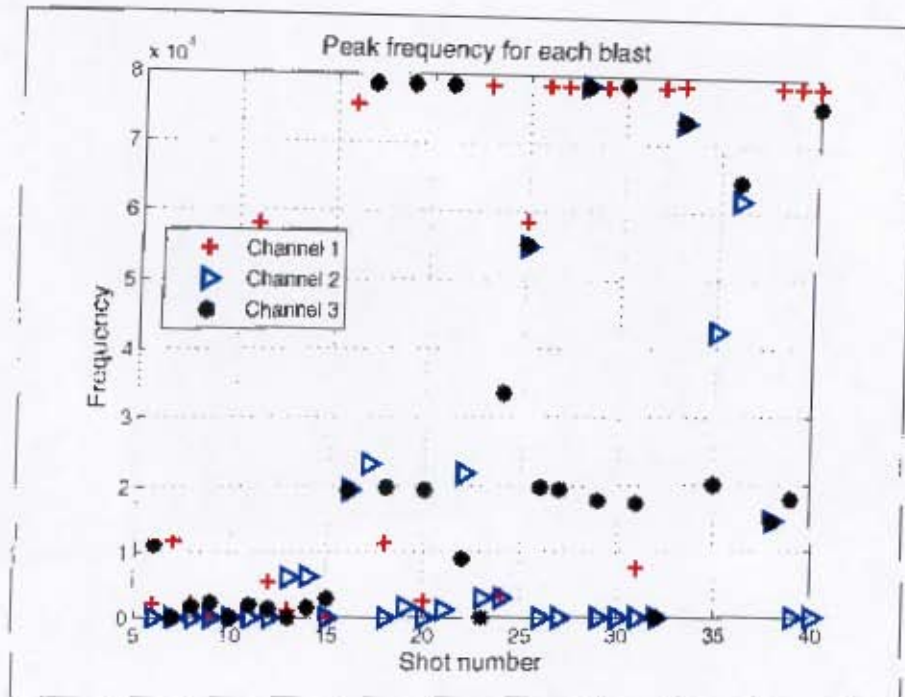 Peak frequency for each blast
x 10^4
8
7
6
5
4
3
2
1
0
Frequency
Channel 1
Channel 2
Channel 3
5 10 15 20 25 30 35 40
Shot number